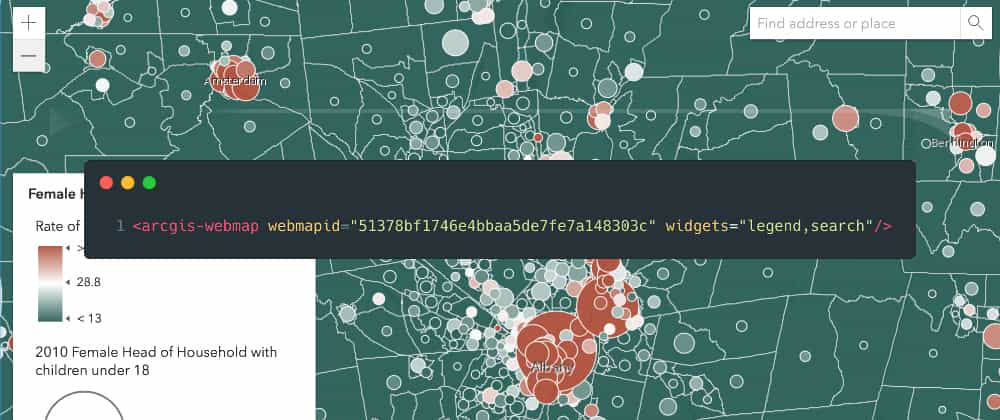 +
−
Find address or place
Amsterdam
Bennington
Female H
1 <arcgis-webmap webmapid="51378bf1746e4bbaa5de7fe7a148303c" widgets="legend,search"/>
Rate of
>
28.8
< 13
2010 Female Head of Household with
children under 18
Albany